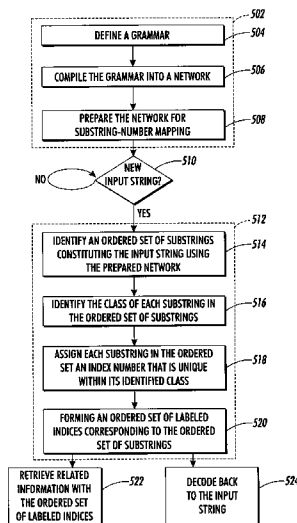 502
DEFINE A GRAMMAR
504
COMPILE THE GRAMMAR INTO A NETWORK
506
PREPARE THE NETWORK FOR
SUBSTRING-NUMBER MAPPING
508
NEW
INPUT STRING?
510
NO
YES
512
IDENTIFY AN ORDERED SET OF SUBSTRINGS
CONSTITUTING THE INPUT STRING USING
THE PREPARED NETWORK
514
IDENTIFY THE CLASS OF EACH SUBSTRING IN
THE ORDERED SET OF SUBSTRINGS
516
ASSIGN EACH SUBSTRING IN THE ORDERED
SET AN INDEX NUMBER THAT IS UNIQUE
WITHIN ITS IDENTIFIED CLASS
518
FORMING AN ORDERED SET OF LABELED
INDICES CORRESPONDING TO THE ORDERED
SET OF SUBSTRINGS
520
RETRIEVE RELATED
INFORMATION WITH
THE ORDERED SET
OF LABELED INDICES
522
DECODE BACK
TO THE INPUT
STRING
524